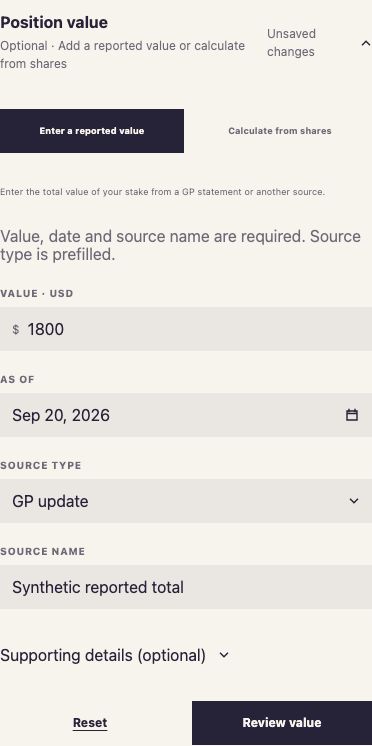 Position value
Optional · Add a reported value or calculate
from shares
Unsaved
changes
Enter a reported value
Calculate from shares
Enter the total value of your stake from a GP statement or another source.
Value, date and source name are required. Source
type is prefilled.
VALUE · USD
$ 1800
AS OF
Sep 20, 2026
SOURCE TYPE
GP update
SOURCE NAME
Synthetic reported total
Supporting details (optional)
Reset
Review value